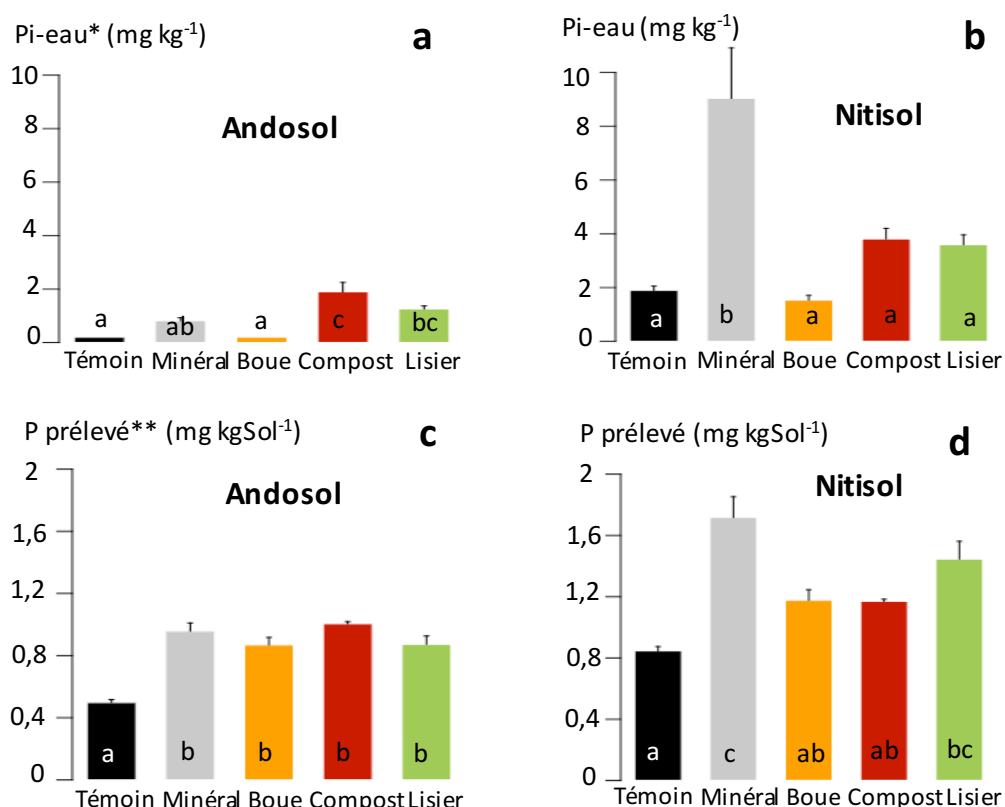 Pi-eau* (mg kg⁻¹)
a
10
8
6
4
2
0
Andosol
a
ab
a
c
bc
Témoin Minéral Boue Compost Lisier
Pi-eau (mg kg⁻¹)
b
10
8
6
4
2
0
Nitisol
a
b
a
a
a
Témoin Minéral Boue Compost Lisier
P prélevé** (mg kgSol⁻¹)
c
2
1,6
1,2
0,8
0,4
0
Andosol
a
b
b
b
b
Témoin Minéral Boue Compost Lisier
P prélevé (mg kgSol⁻¹)
d
2
1,6
1,2
0,8
0,4
0
Nitisol
a
c
ab
ab
bc
Témoin Minéral Boue Compost Lisier